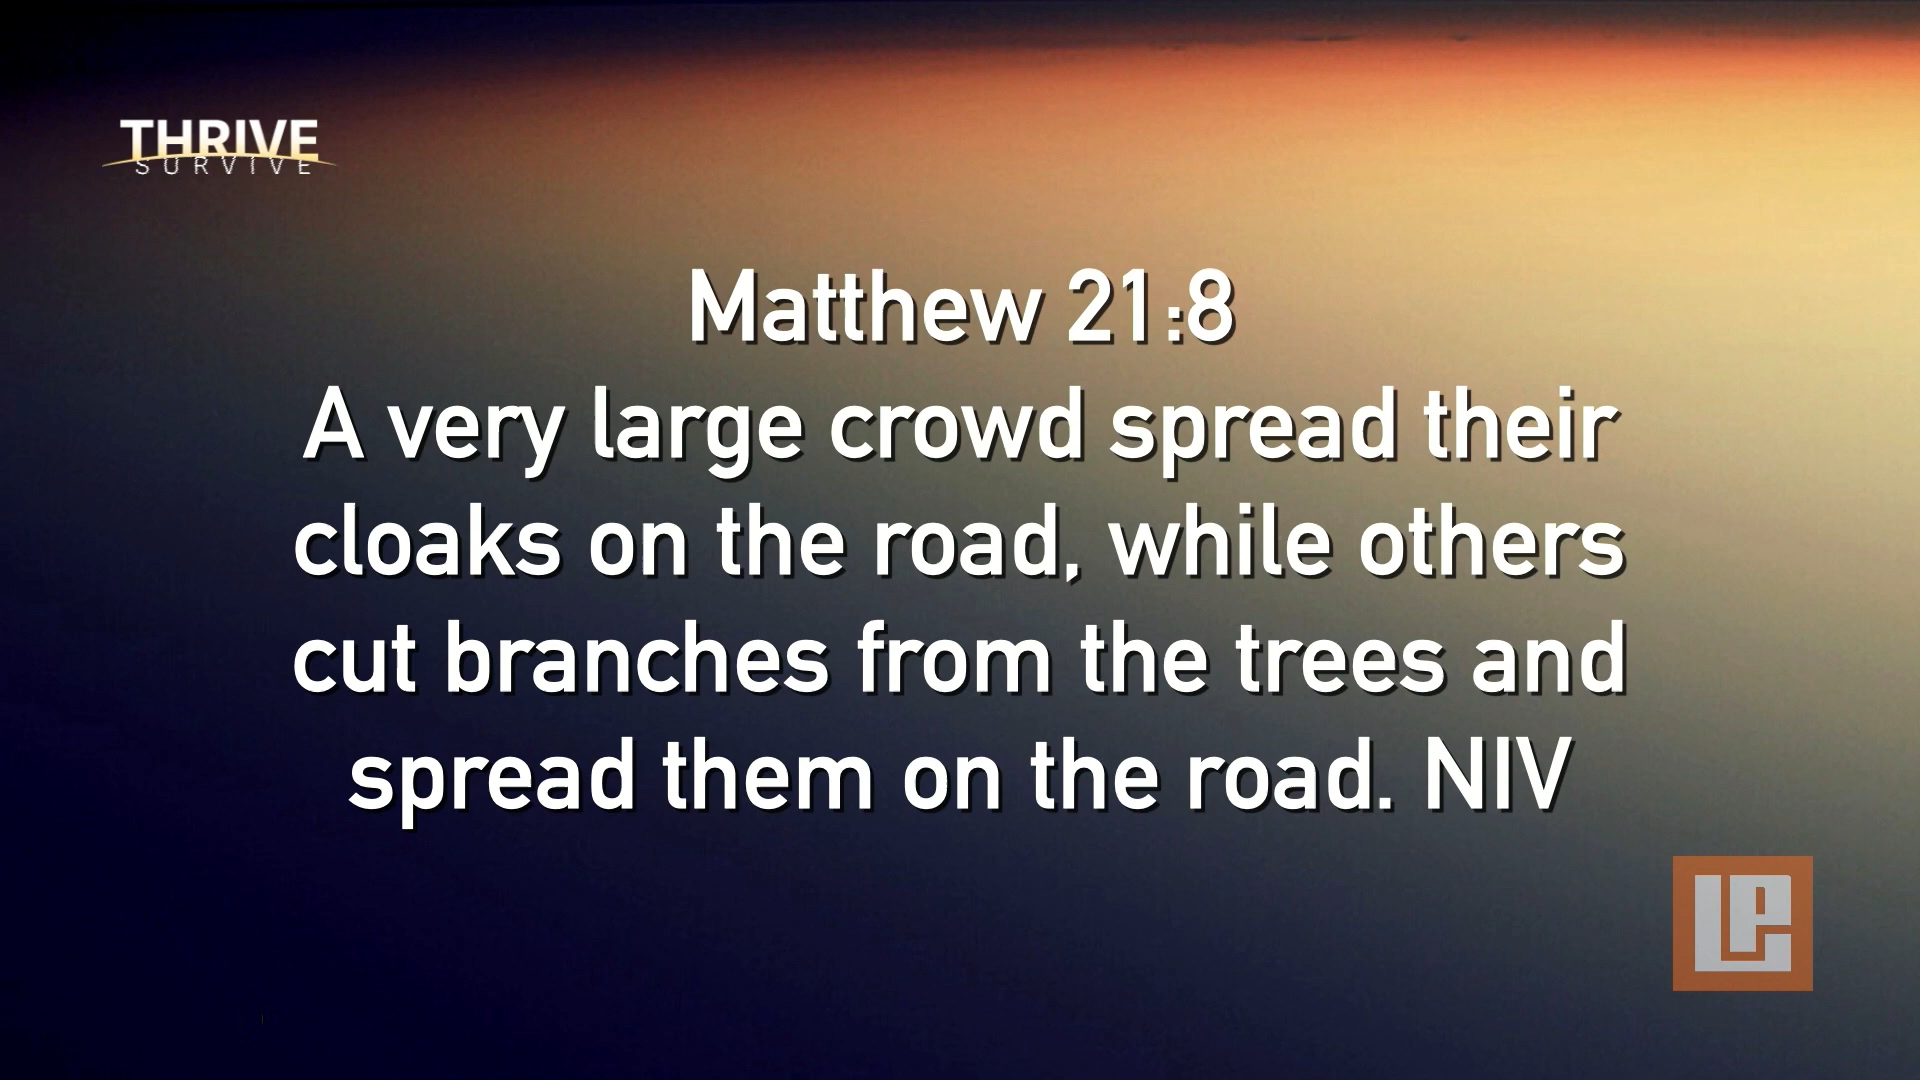 THRIVE
SURVIVE
Matthew 21:8
A very large crowd spread their
cloaks on the road, while others
cut branches from the trees and
spread them on the road. NIV
LP